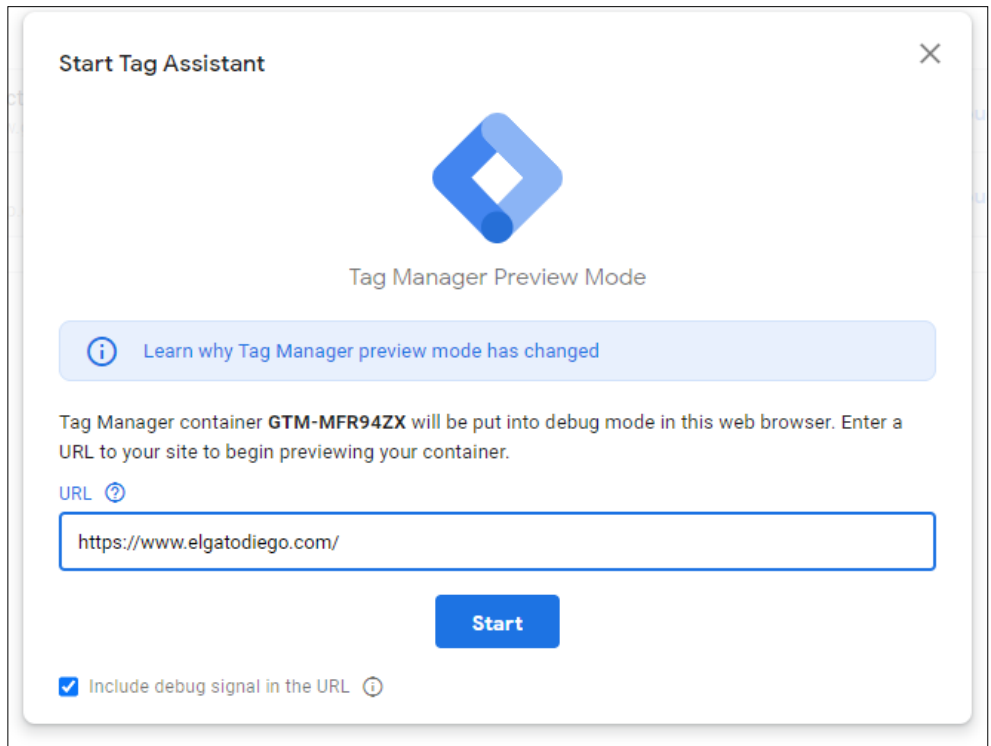 Start Tag Assistant
Tag Manager Preview Mode
Learn why Tag Manager preview mode has changed
Tag Manager container GTM-MFR94ZX will be put into debug mode in this web browser. Enter a
URL to your site to begin previewing your container.
URL
https://www.elgatodiego.com/
Start
Include debug signal in the URL